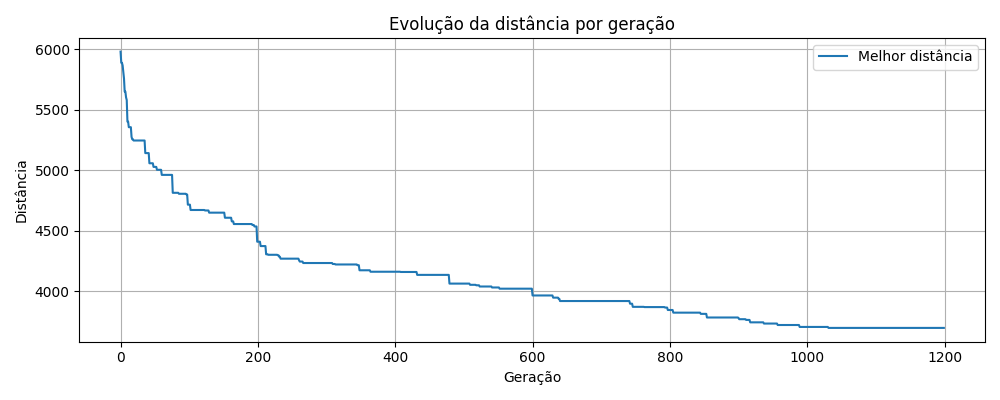 Evolução da distância por geração
Melhor distância
6000
5500
5000
4500
4000
Distância
0 200 400 600 800 1000 1200
Geração